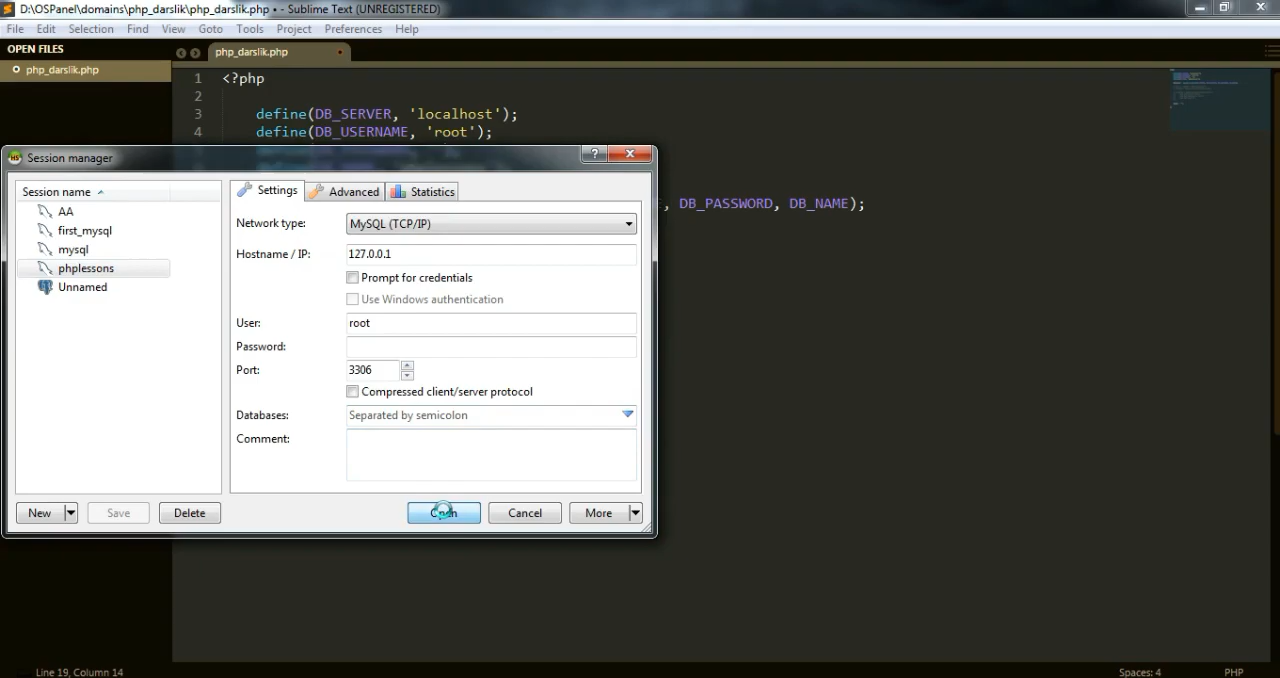 D:\OSPanel\domains\php_darslik\php_darslik.php • - Sublime Text (UNREGISTERED)
File Edit Selection Find View Goto Tools Project Preferences Help
OPEN FILES
php_darslik.php
php_darslik.php
1 <?php
2
3 define(DB_SERVER, 'localhost');
4 define(DB_USERNAME, 'root');
E, DB_PASSWORD, DB_NAME);
Session manager
Session name
AA
first_mysql
mysql
phplessons
Unnamed
Settings Advanced Statistics
Network type: MySQL (TCP/IP)
Hostname / IP: 127.0.0.1
Prompt for credentials
Use Windows authentication
User: root
Password:
Port: 3306
Compressed client/server protocol
Databases: Separated by semicolon
Comment:
New Save Delete Open Cancel More
Line 19, Column 14 Spaces: 4 PHP